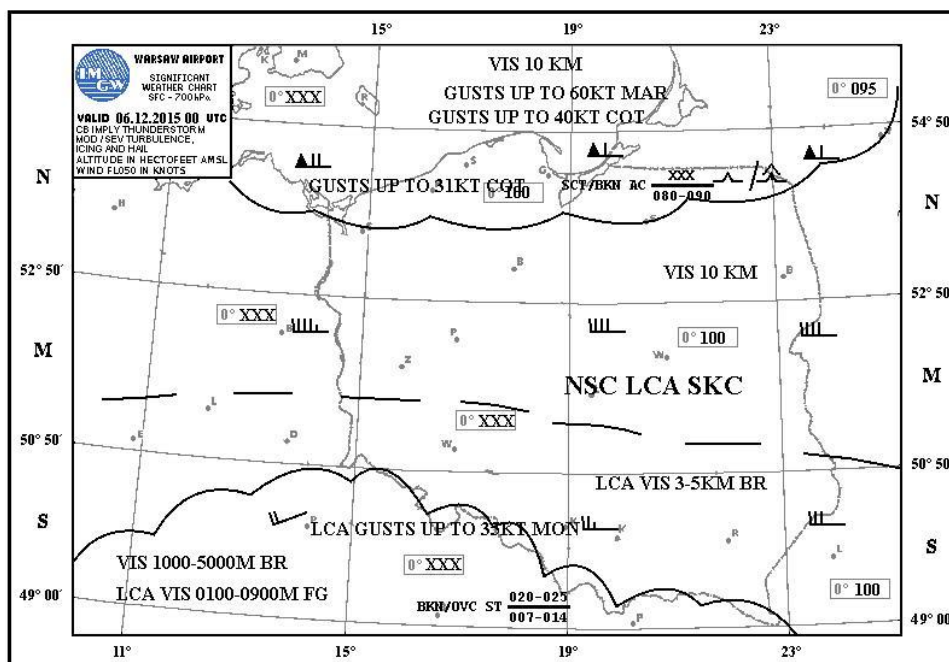 15° 19° 23°
IMGW
WARSAW AIRPORT
SIGNIFICANT
WEATHER CHART
SFC - 700hPa
VALID 06.12.2015 00 UTC
CB IMPLY THUNDERSTORM
MOD/SEV TURBULENCE,
ICING AND HAIL
ALTITUDE IN HECTOFEET AMSL
WIND FL050 IN KNOTS
K M
R
0° XXX
VIS 10 KM
GUSTS UP TO 60KT MAR
GUSTS UP TO 40KT COT
0° 095
54° 50'
N
GUSTS UP TO 31KT COT
S
G
0° 100
SCT/BKN AC XXX
080-090
N
H
S
52° 50'
B
VIS 10 KM
B
52° 50'
0° XXX
B
P
0° 100
M
Z
W
NSC LCA SKC
M
L
0° XXX
50° 50'
E
D
W
50° 50'
LCA VIS 3-5KM BR
S
P
LCA GUSTS UP TO 33KT MON
K
K
R
L
S
VIS 1000-5000M BR
0° XXX
LCA VIS 0100-0900M FG
0° 100
49° 00'
BKN/OVC ST 020-025
007-014
P
49° 00'
11° 15° 19° 23°